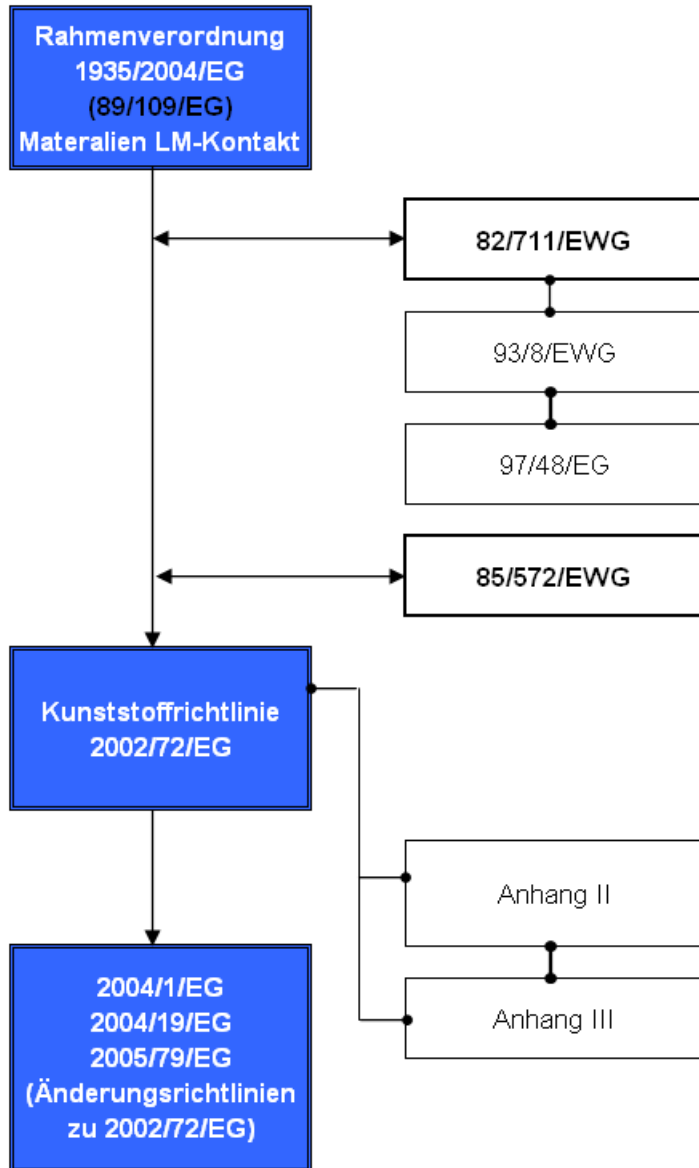 Rahmenverordnung
1935/2004/EG
(89/109/EG)
Materalien LM-Kontakt
82/711/EWG
93/8/EWG
97/48/EG
85/572/EWG
Kunststoffrichtlinie
2002/72/EG
Anhang II
Anhang III
2004/1/EG
2004/19/EG
2005/79/EG
(Änderungsrichtlinien
zu 2002/72/EG)